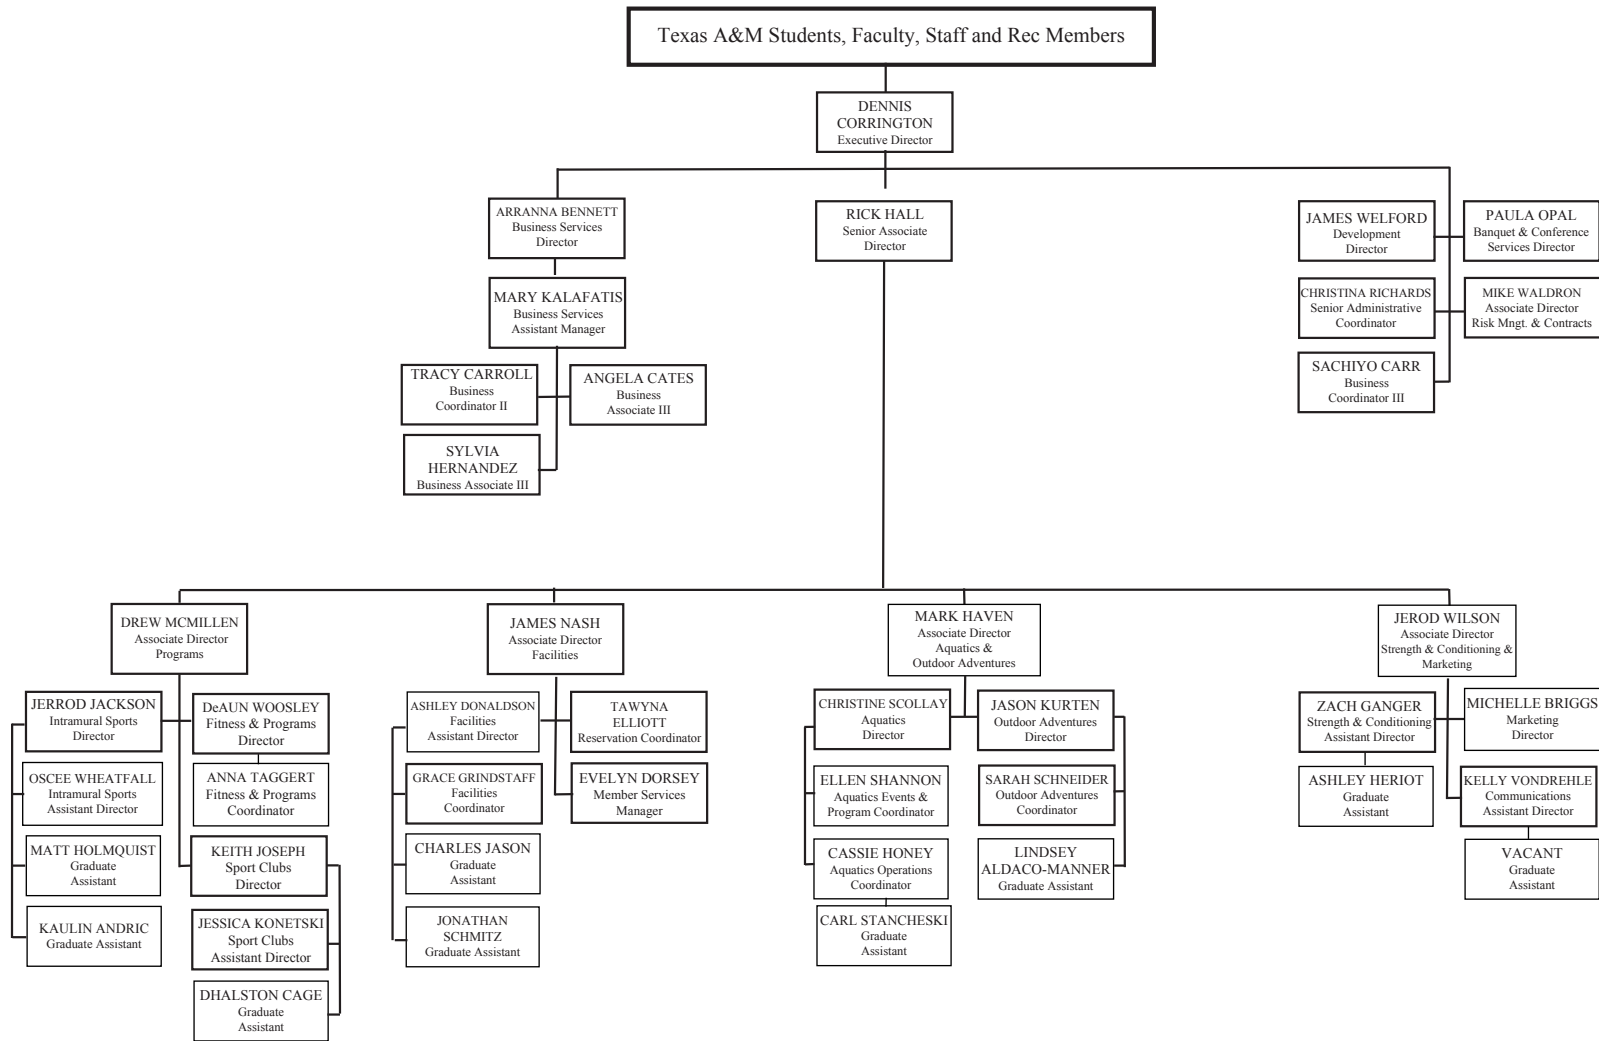 Texas A&M Students, Faculty, Staff and Rec Members
DENNIS
CORRINGTON
Executive Director
ARRANNA BENNETT
Business Services
Director
RICK HALL
Senior Associate
Director
JAMES WELFORD
Development
Director
PAULA OPAL
Banquet & Conference
Services Director
MARY KALAFATIS
Business Services
Assistant Manager
CHRISTINA RICHARDS
Senior Administrative
Coordinator
MIKE WALDRON
Associate Director
Risk Mngt. & Contracts
TRACY CARROLL
Business
Coordinator II
ANGELA CATES
Business
Associate III
SACHIYO CARR
Business
Coordinator III
SYLVIA
HERNANDEZ
Business Associate III
DREW MCMILLEN
Associate Director
Programs
JAMES NASH
Associate Director
Facilities
MARK HAVEN
Associate Director
Aquatics &
Outdoor Adventures
JEROD WILSON
Associate Director
Strength & Conditioning &
Marketing
JERROD JACKSON
Intramural Sports
Director
DeAUN WOOSLEY
Fitness & Programs
Director
OSCEE WHEATFALL
Intramural Sports
Assistant Director
ANNA TAGGERT
Fitness & Programs
Coordinator
MATT HOLMQUIST
Graduate
Assistant
KEITH JOSEPH
Sport Clubs
Director
KAULIN ANDRIC
Graduate Assistant
JESSICA KONETSKI
Sport Clubs
Assistant Director
DHALSTON CAGE
Graduate
Assistant
ASHLEY DONALDSON
Facilities
Assistant Director
TAWYNA
ELLIOTT
Reservation Coordinator
GRACE GRINDSTAFF
Facilities
Coordinator
EVELYN DORSEY
Member Services
Manager
CHARLES JASON
Graduate
Assistant
JONATHAN
SCHMITZ
Graduate Assistant
CHRISTINE SCOLLAY
Aquatics
Director
JASON KURTEN
Outdoor Adventures
Director
ELLEN SHANNON
Aquatics Events &
Program Coordinator
SARAH SCHNEIDER
Outdoor Adventures
Coordinator
CASSIE HONEY
Aquatics Operations
Coordinator
LINDSEY
ALDACO-MANNER
Graduate Assistant
CARL STANCHESKI
Graduate
Assistant
ZACH GANGER
Strength & Conditioning
Assistant Director
MICHELLE BRIGGS
Marketing
Director
ASHLEY HERIOT
Graduate
Assistant
KELLY VONDREHLE
Communications
Assistant Director
VACANT
Graduate
Assistant